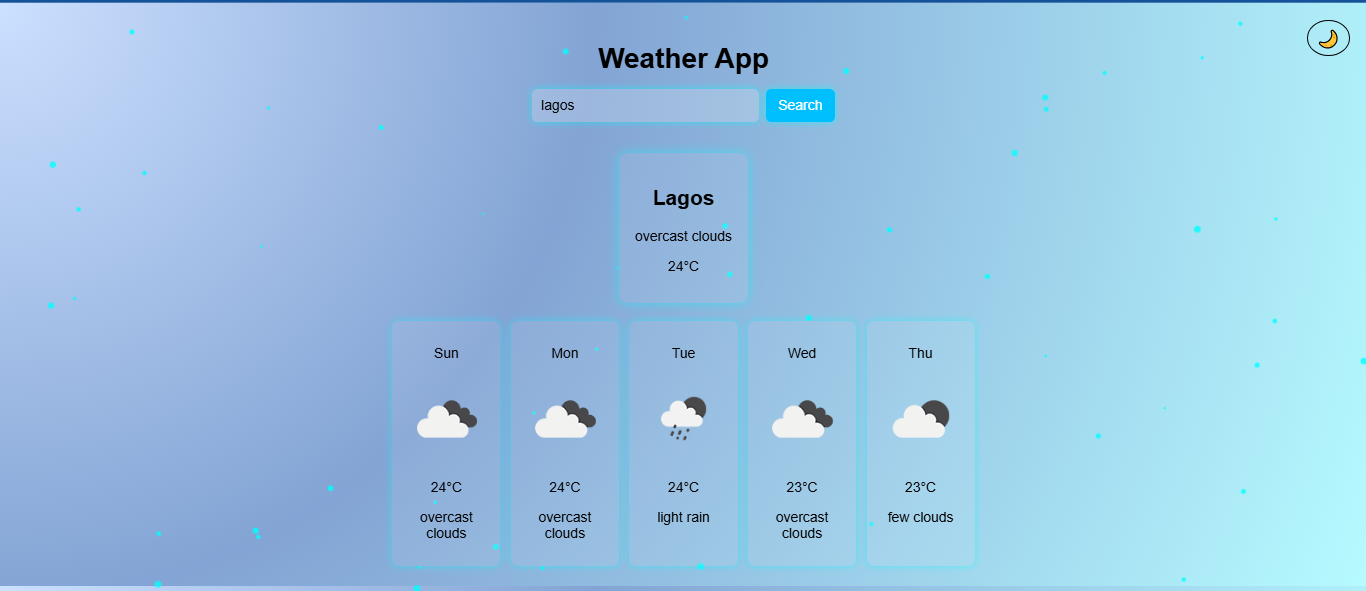 Weather App
lagos
Search
Lagos
overcast clouds
24°C
Sun
Mon
Tue
Wed
Thu
24°C
24°C
24°C
23°C
23°C
overcast
clouds
overcast
clouds
light rain
overcast
clouds
few clouds